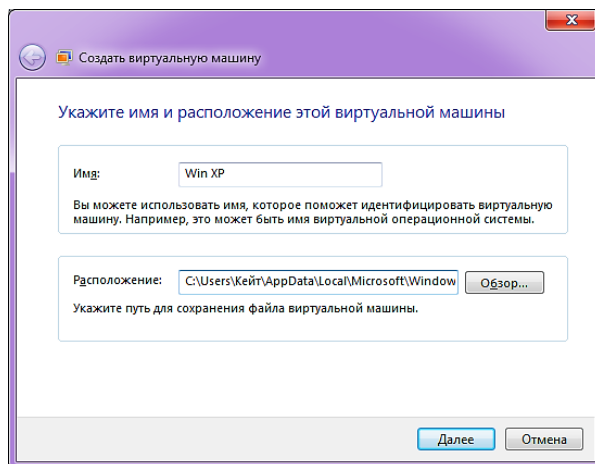 Создать виртуальную машину
Укажите имя и расположение этой виртуальной машины
Имя:
Win XP
Вы можете использовать имя, которое поможет идентифицировать виртуальную
машину. Например, это может быть имя виртуальной операционной системы.
Расположение:
C:\Users\Кейт\AppData\Local\Microsoft\Window
Обзор...
Укажите путь для сохранения файла виртуальной машины.
Далее
Отмена